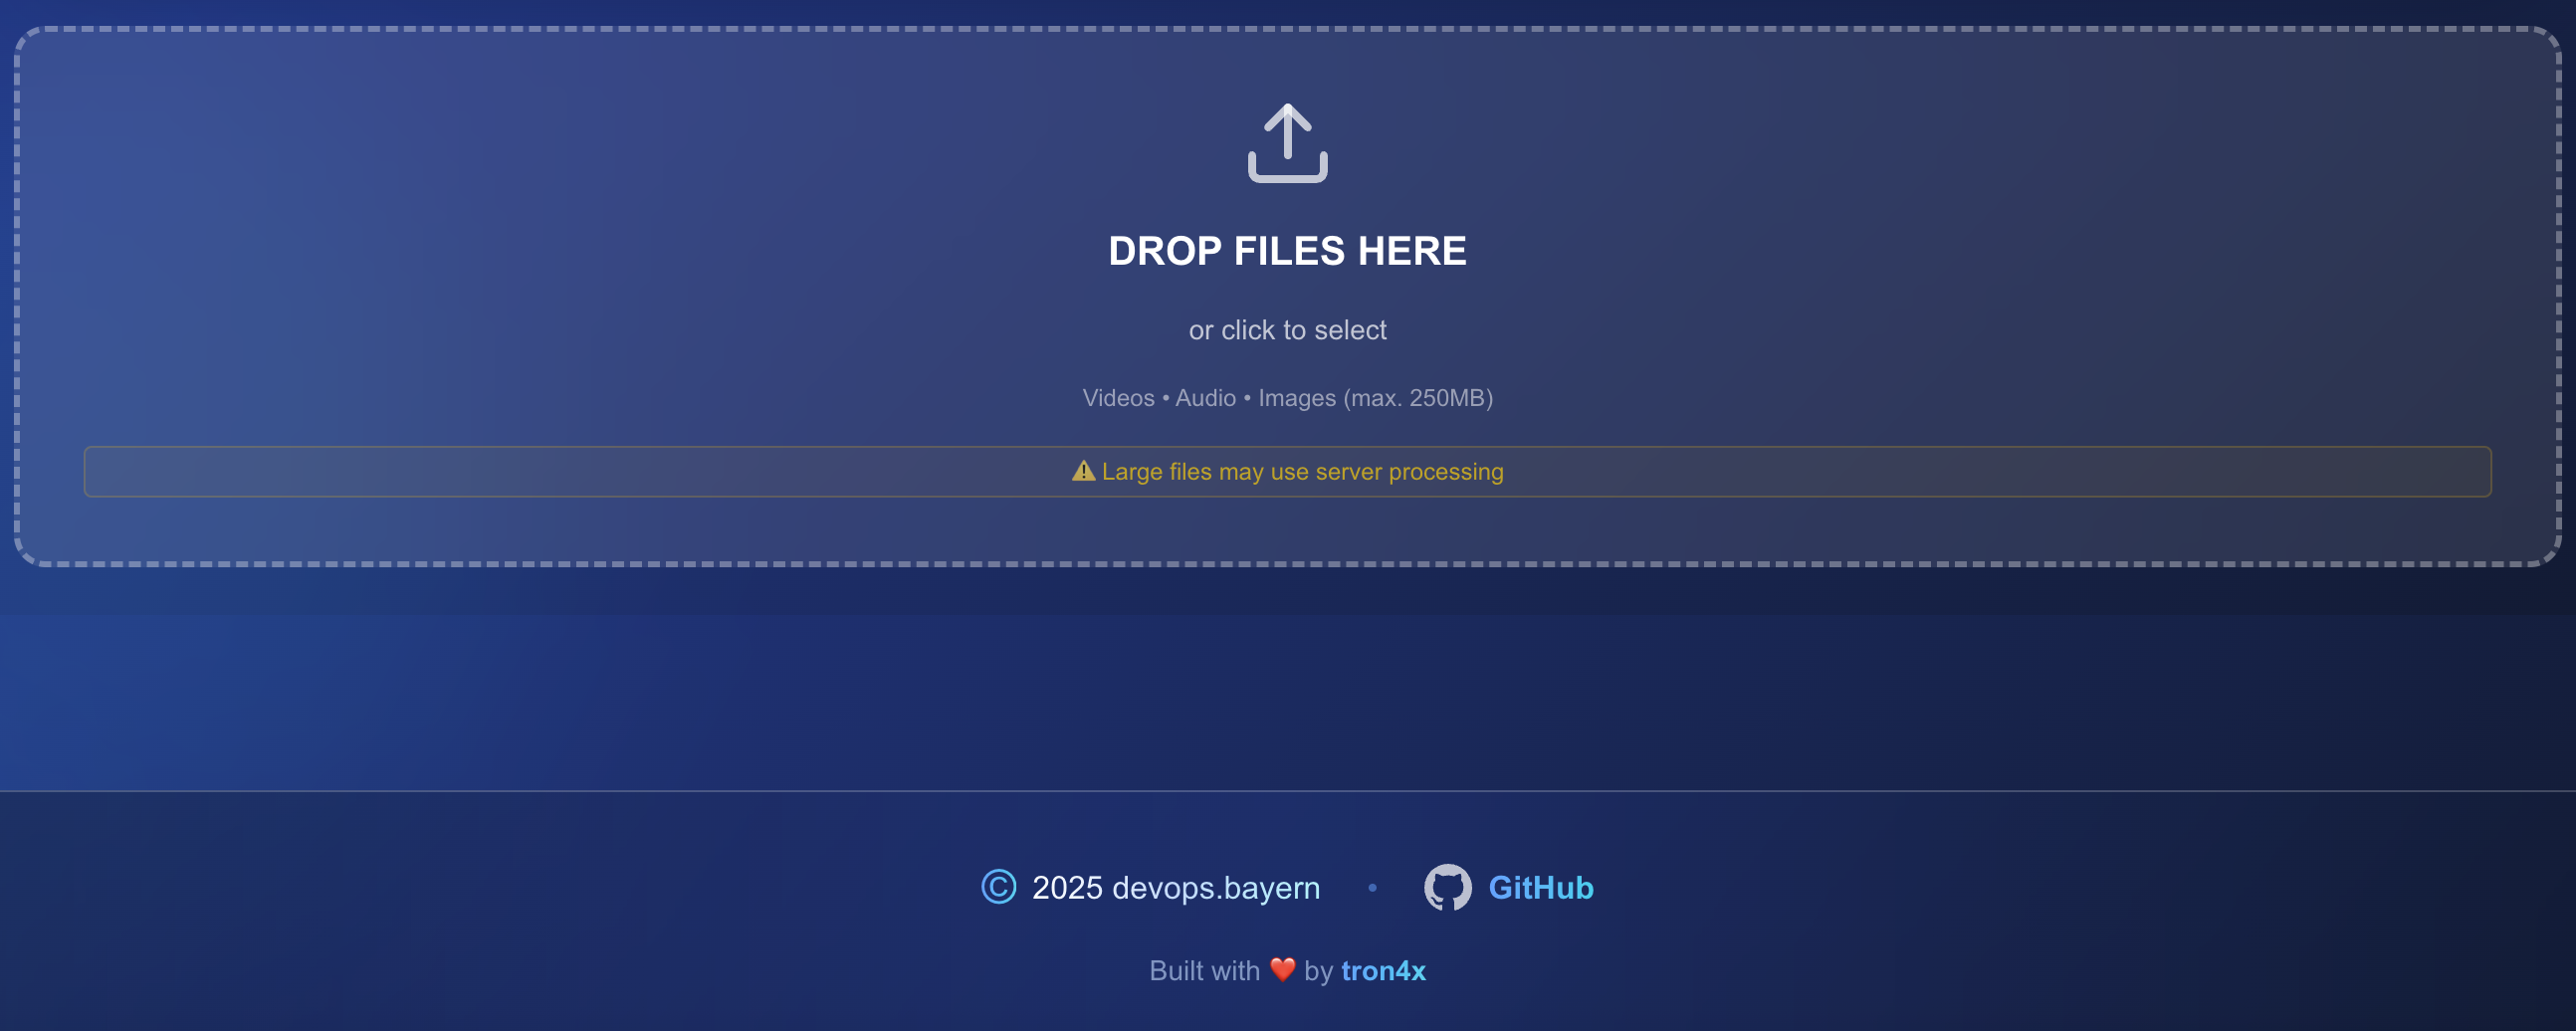 DROP FILES HERE
or click to select
Videos • Audio • Images (max. 250MB)
⚠ Large files may use server processing
© 2025 devops.bayern • GitHub
Built with ❤️ by tron4x